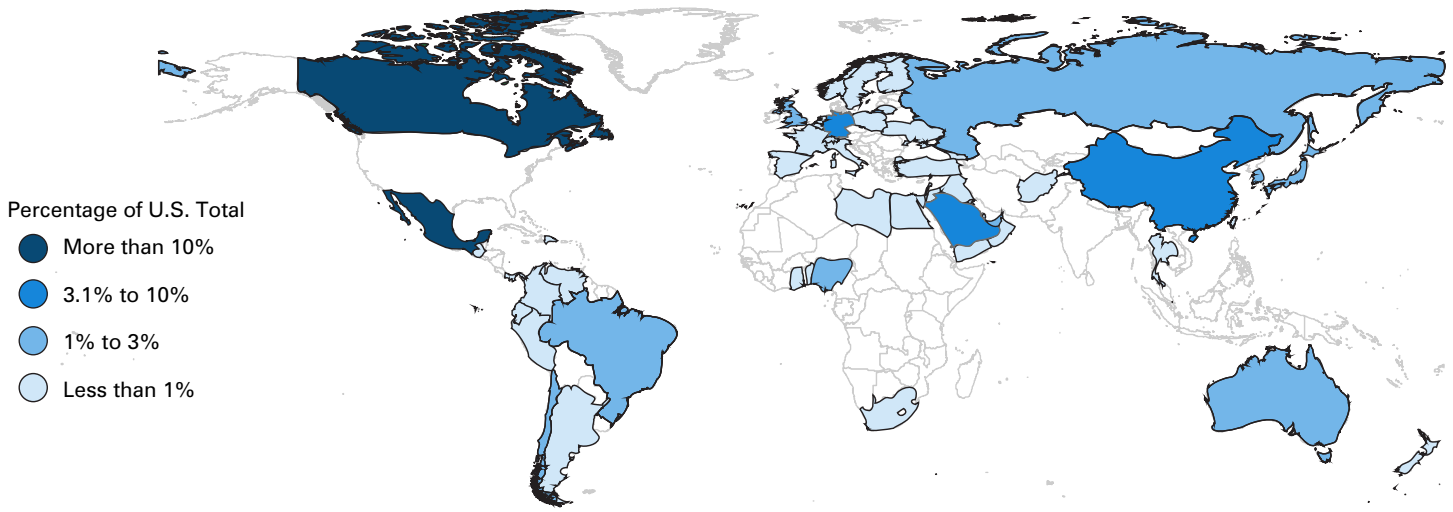 Percentage of U.S. Total
More than 10%
3.1% to 10%
1% to 3%
Less than 1%